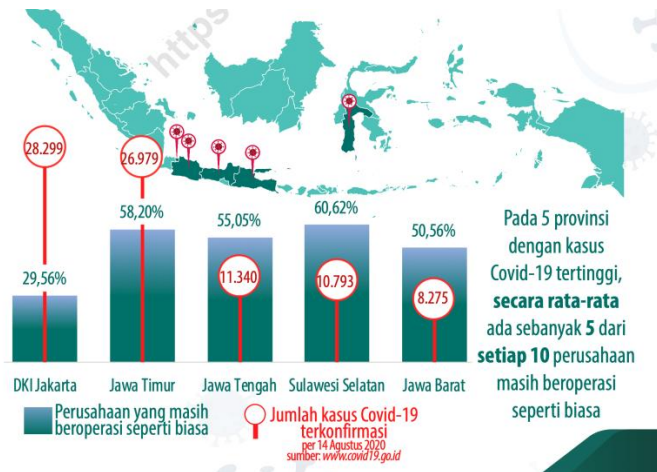 https
28.299
26.979
58,20%
55,05%
60,62%
50,56%
29,56%
11.340
10.793
8.275
DKI Jakarta
Jawa Timur
Jawa Tengah
Sulawesi Selatan
Jawa Barat
Perusahaan yang masih
beroperasi seperti biasa
Jumlah kasus Covid-19
terkonfirmasi
per 14 Agustus 2020
sumber: www.covid19.go.id
Pada 5 provinsi
dengan kasus
Covid-19 tertinggi,
secara rata-rata
ada sebanyak 5 dari
setiap 10 perusahaan
masih beroperasi
seperti biasa